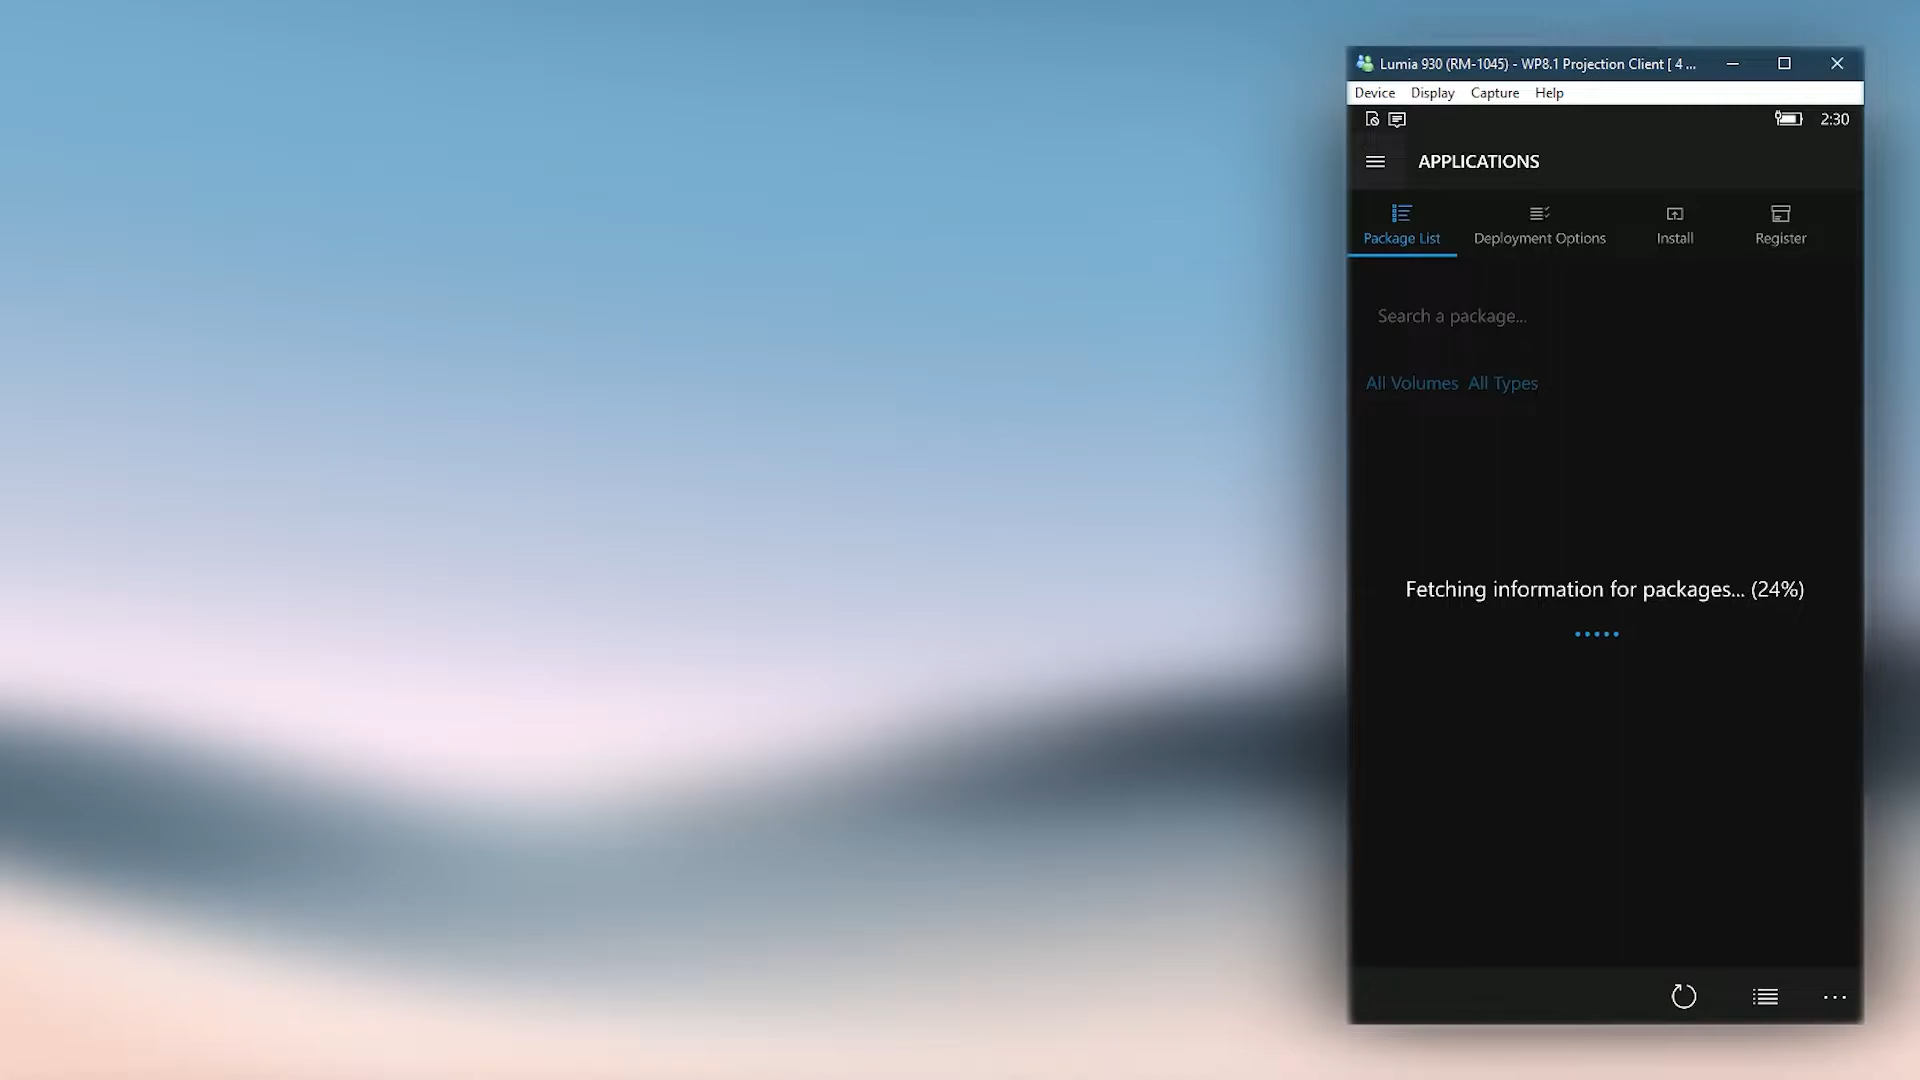 Lumia 930 (RM-1045) - WP8.1 Projection Client [ 4 ...
Device Display Capture Help
2:30
APPLICATIONS
Package List Deployment Options Install Register
Search a package...
All Volumes All Types
Fetching information for packages... (24%)